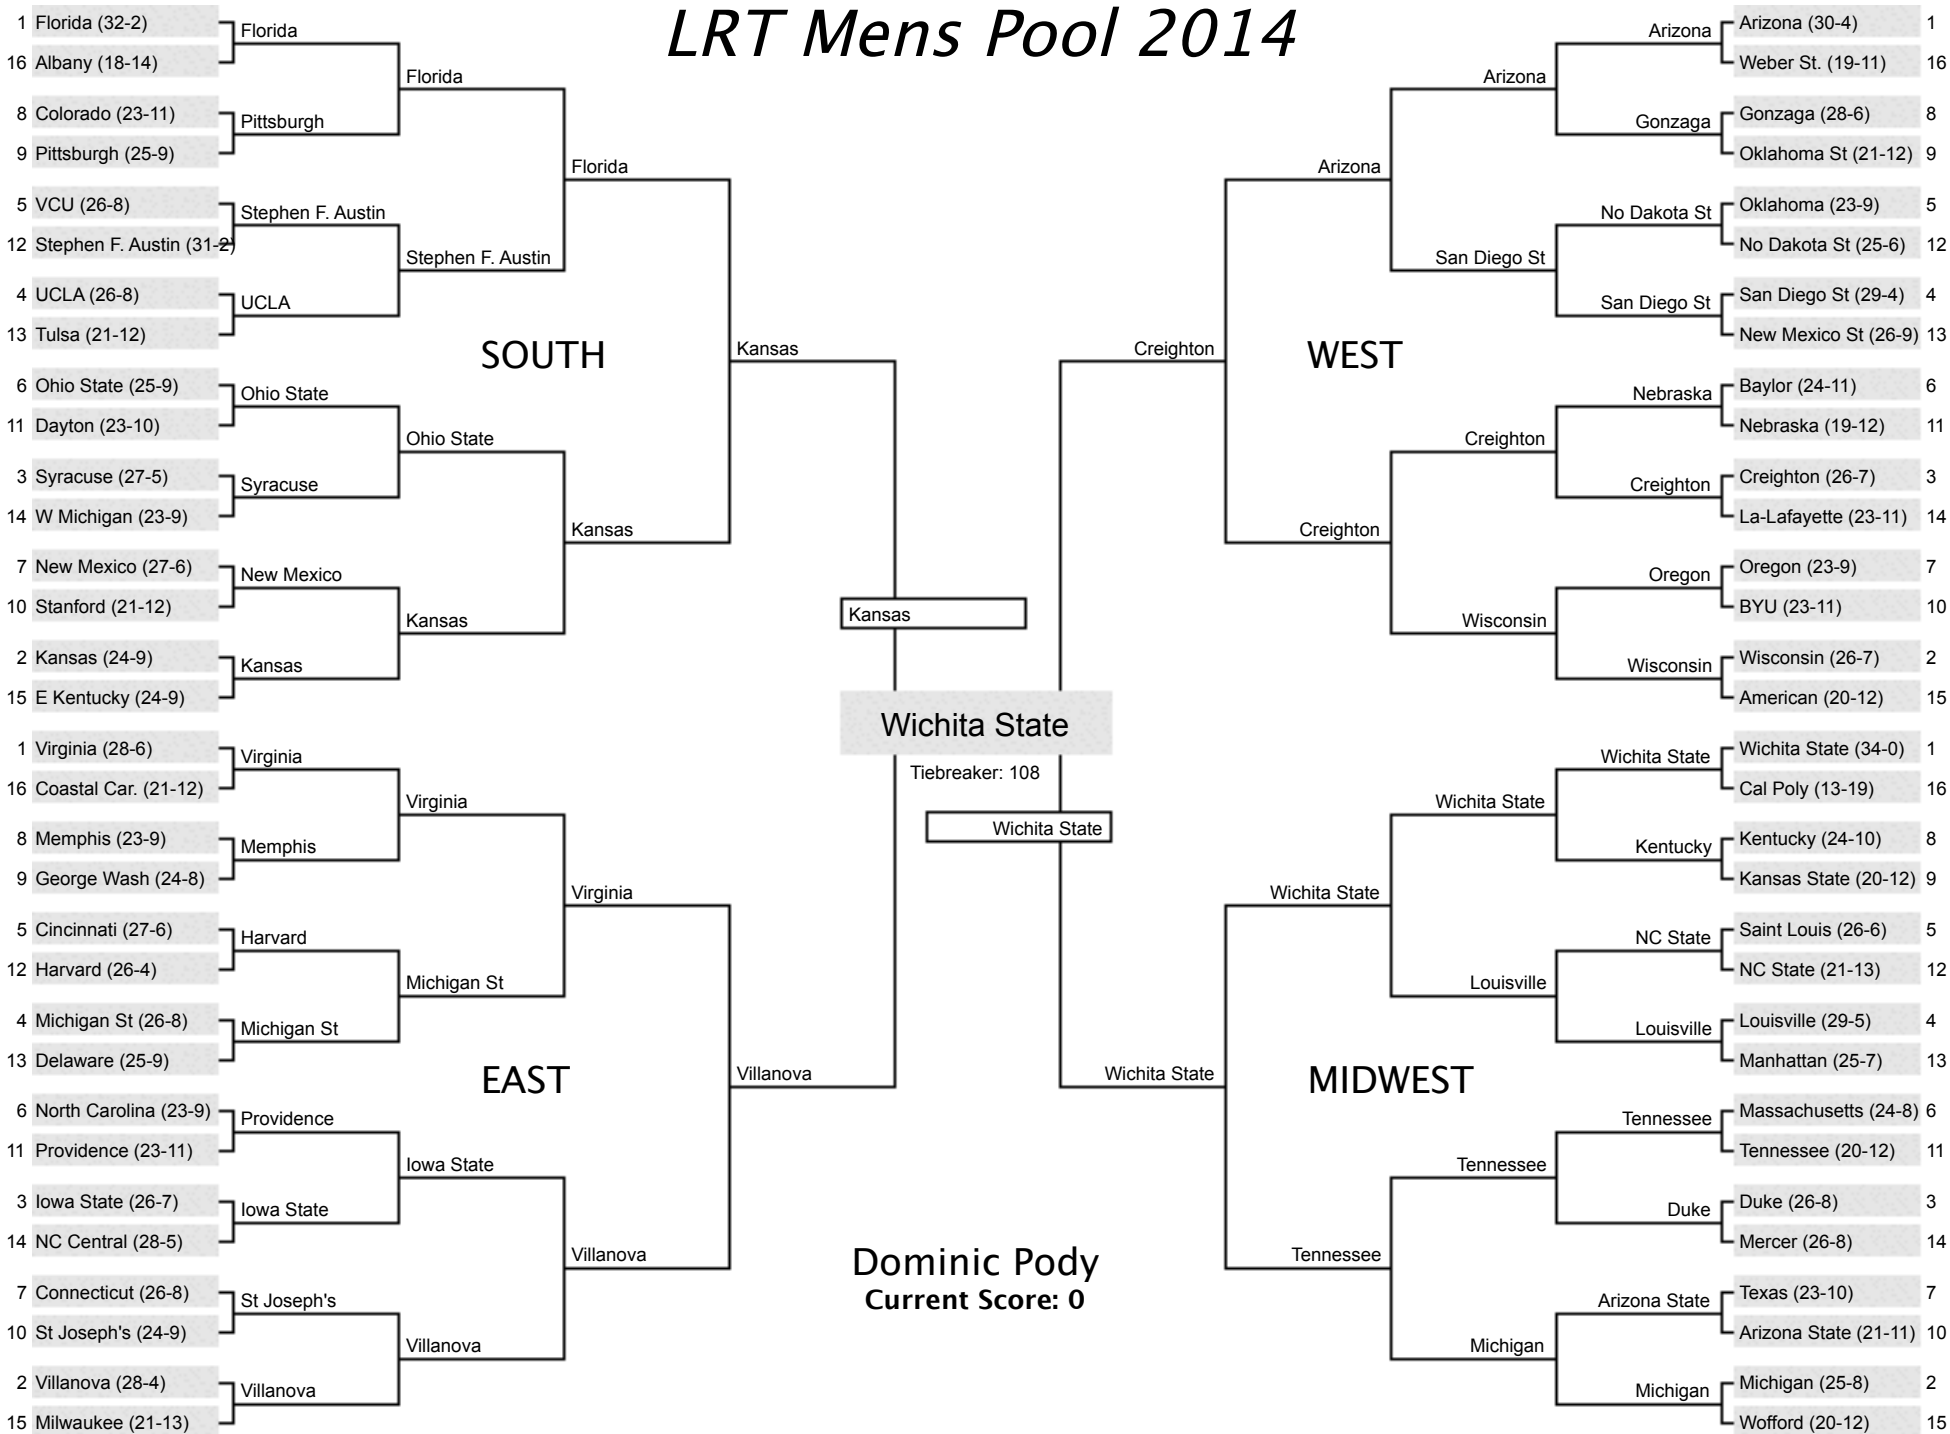 LRT Mens Pool 2014
1 Florida (32-2)
16 Albany (18-14)
8 Colorado (23-11)
9 Pittsburgh (25-9)
5 VCU (26-8)
12 Stephen F. Austin (31-2)
4 UCLA (26-8)
13 Tulsa (21-12)
6 Ohio State (25-9)
11 Dayton (23-10)
3 Syracuse (27-5)
14 W Michigan (23-9)
7 New Mexico (27-6)
10 Stanford (21-12)
2 Kansas (24-9)
15 E Kentucky (24-9)
Florida
Pittsburgh
Stephen F. Austin
UCLA
Ohio State
Syracuse
New Mexico
Kansas
Florida
Stephen F. Austin
Ohio State
Kansas
Florida
Kansas
SOUTH
Kansas
1 Virginia (28-6)
16 Coastal Car. (21-12)
8 Memphis (23-9)
9 George Wash (24-8)
5 Cincinnati (27-6)
12 Harvard (26-4)
4 Michigan St (26-8)
13 Delaware (25-9)
6 North Carolina (23-9)
11 Providence (23-11)
3 Iowa State (26-7)
14 NC Central (28-5)
7 Connecticut (26-8)
10 St Joseph's (24-9)
2 Villanova (28-4)
15 Milwaukee (21-13)
Virginia
Memphis
Harvard
Michigan St
Providence
Iowa State
St Joseph's
Villanova
Virginia
Michigan St
Iowa State
Villanova
Virginia
Villanova
EAST
Villanova
Kansas
Wichita State
Tiebreaker: 108
Wichita State
Dominic Pody
Current Score: 0
Arizona (30-4) 1
Weber St. (19-11) 16
Gonzaga (28-6) 8
Oklahoma St (21-12) 9
Oklahoma (23-9) 5
No Dakota St (25-6) 12
San Diego St (29-4) 4
New Mexico St (26-9) 13
Baylor (24-11) 6
Nebraska (19-12) 11
Creighton (26-7) 3
La-Lafayette (23-11) 14
Oregon (23-9) 7
BYU (23-11) 10
Wisconsin (26-7) 2
American (20-12) 15
Arizona
Gonzaga
No Dakota St
San Diego St
Nebraska
Creighton
Oregon
Wisconsin
Arizona
San Diego St
Creighton
Wisconsin
Arizona
Creighton
WEST
Creighton
Wichita State (34-0) 1
Cal Poly (13-19) 16
Kentucky (24-10) 8
Kansas State (20-12) 9
Saint Louis (26-6) 5
NC State (21-13) 12
Louisville (29-5) 4
Manhattan (25-7) 13
Massachusetts (24-8) 6
Tennessee (20-12) 11
Duke (26-8) 3
Mercer (26-8) 14
Texas (23-10) 7
Arizona State (21-11) 10
Michigan (25-8) 2
Wofford (20-12) 15
Wichita State
Kentucky
NC State
Louisville
Tennessee
Duke
Arizona State
Michigan
Wichita State
Louisville
Tennessee
Michigan
Wichita State
Tennessee
MIDWEST
Wichita State